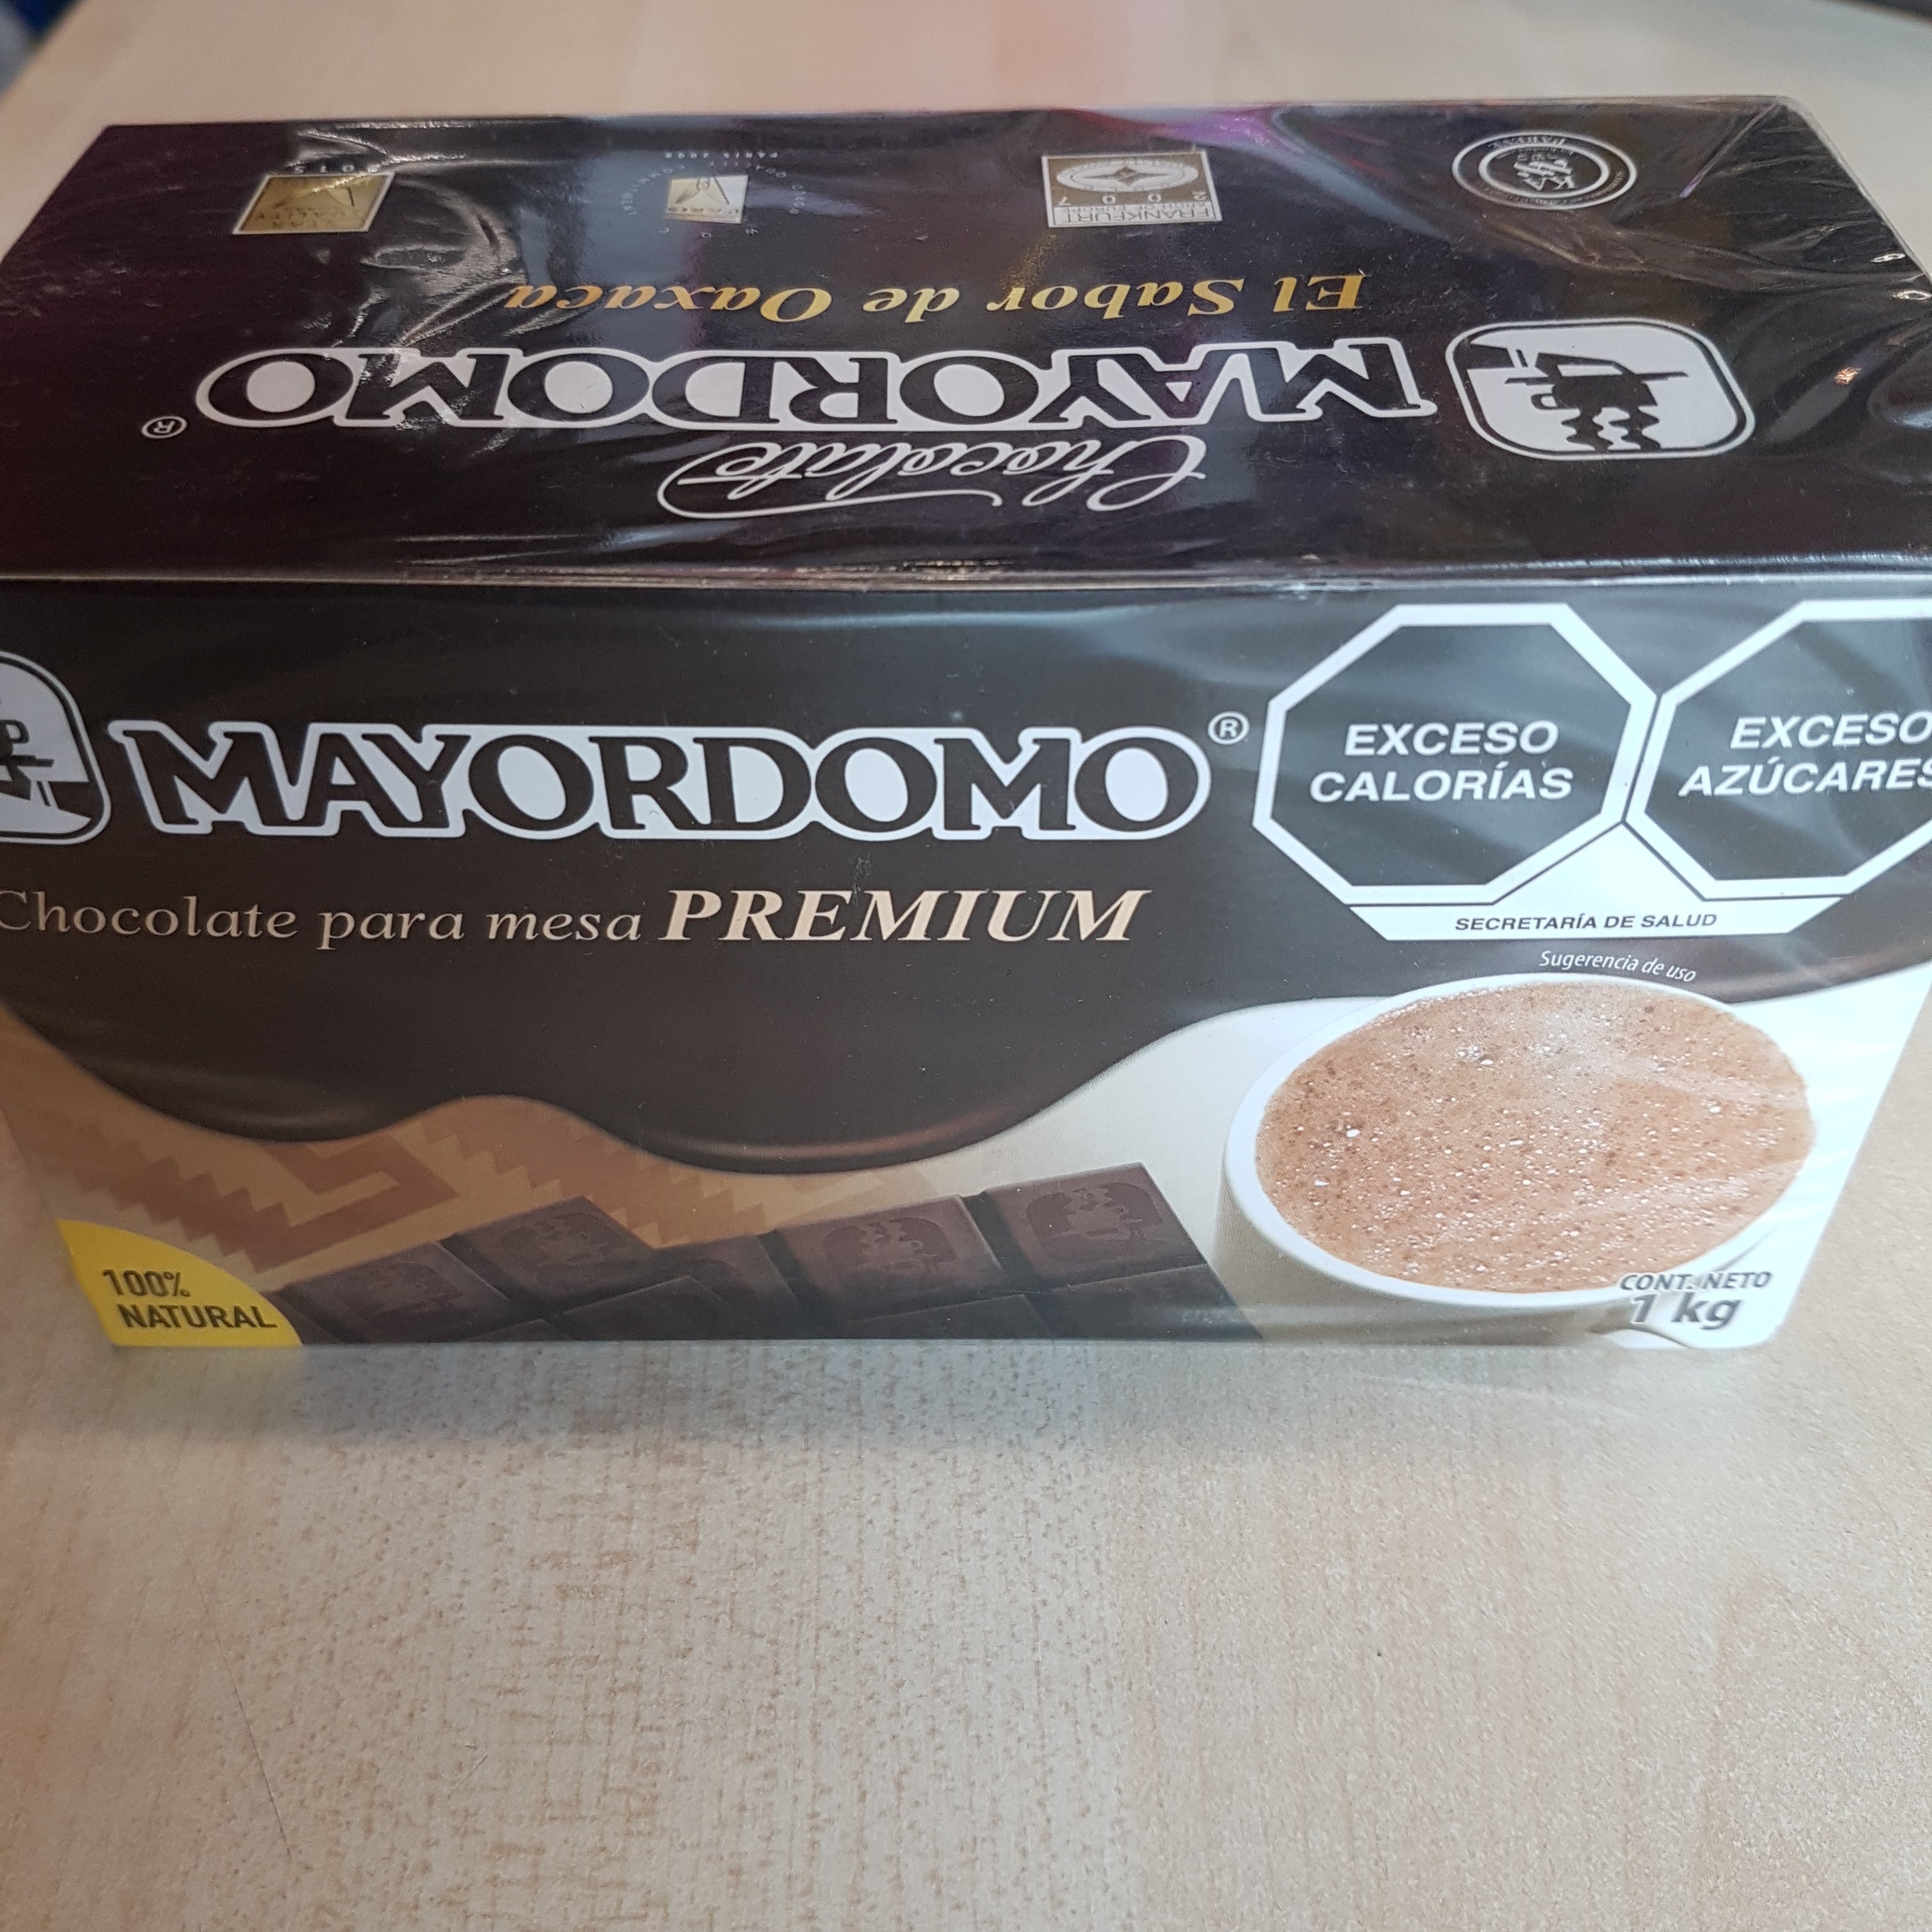 Chocolate
MAYORDOMO®
El Sabor de Oaxaca
FRANKFURT
2007
2015
MAYORDOMO®
Chocolate para mesa PREMIUM
EXCESO
CALORÍAS
EXCESO
AZÚCARES
SECRETARÍA DE SALUD
Sugerencia de uso
100%
NATURAL
CONT. NETO
1 kg